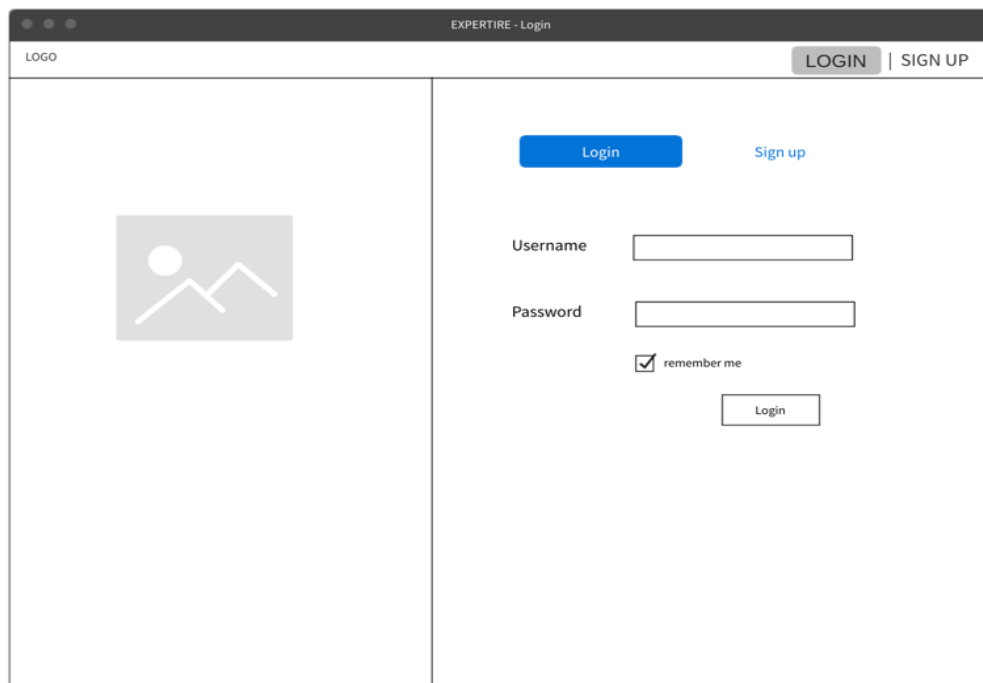 EXPERTIRE - Login
LOGO
LOGIN | SIGN UP
Login
Sign up
Username
Password
remember me
Login